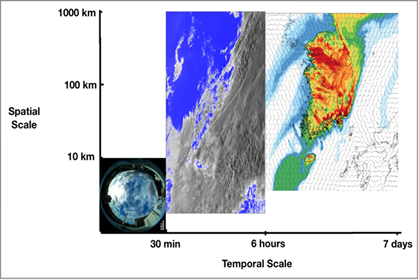 1000 km
100 km
Spatial
Scale
10 km
30 min
6 hours
7 days
Temporal Scale